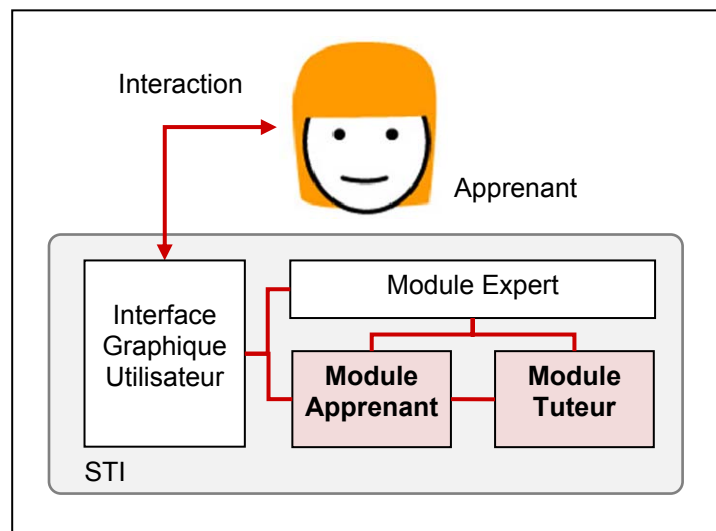 Interaction
Apprenant
Interface
Graphique
Utilisateur
Module Expert
Module
Apprenant
Module
Tuteur
STI